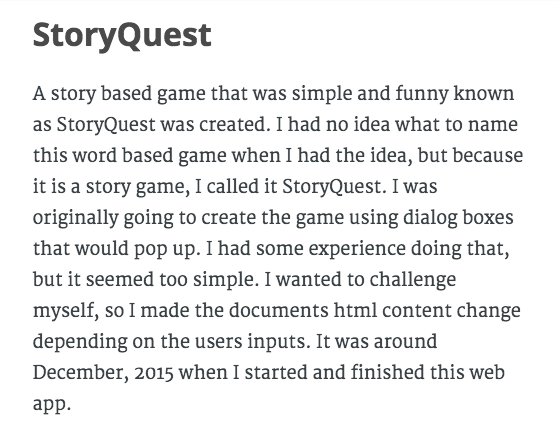 StoryQuest
A story based game that was simple and funny known
as StoryQuest was created. I had no idea what to name
this word based game when I had the idea, but because
it is a story game, I called it StoryQuest. I was
originally going to create the game using dialog boxes
that would pop up. I had some experience doing that,
but it seemed too simple. I wanted to challenge
myself, so I made the documents html content change
depending on the users inputs. It was around
December, 2015 when I started and finished this web
app.